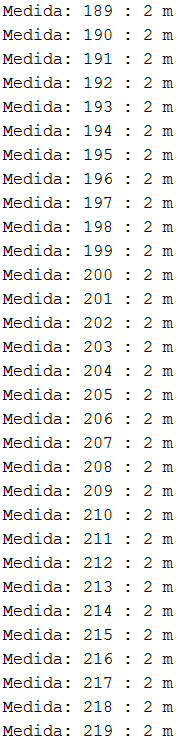 Medida: 189 : 2 m
Medida: 190 : 2 m
Medida: 191 : 2 m
Medida: 192 : 2 m
Medida: 193 : 2 m
Medida: 194 : 2 m
Medida: 195 : 2 m
Medida: 196 : 2 m
Medida: 197 : 2 m
Medida: 198 : 2 m
Medida: 199 : 2 m
Medida: 200 : 2 m
Medida: 201 : 2 m
Medida: 202 : 2 m
Medida: 203 : 2 m
Medida: 204 : 2 m
Medida: 205 : 2 m
Medida: 206 : 2 m
Medida: 207 : 2 m
Medida: 208 : 2 m
Medida: 209 : 2 m
Medida: 210 : 2 m
Medida: 211 : 2 m
Medida: 212 : 2 m
Medida: 213 : 2 m
Medida: 214 : 2 m
Medida: 215 : 2 m
Medida: 216 : 2 m
Medida: 217 : 2 m
Medida: 218 : 2 m
Medida: 219 : 2 m